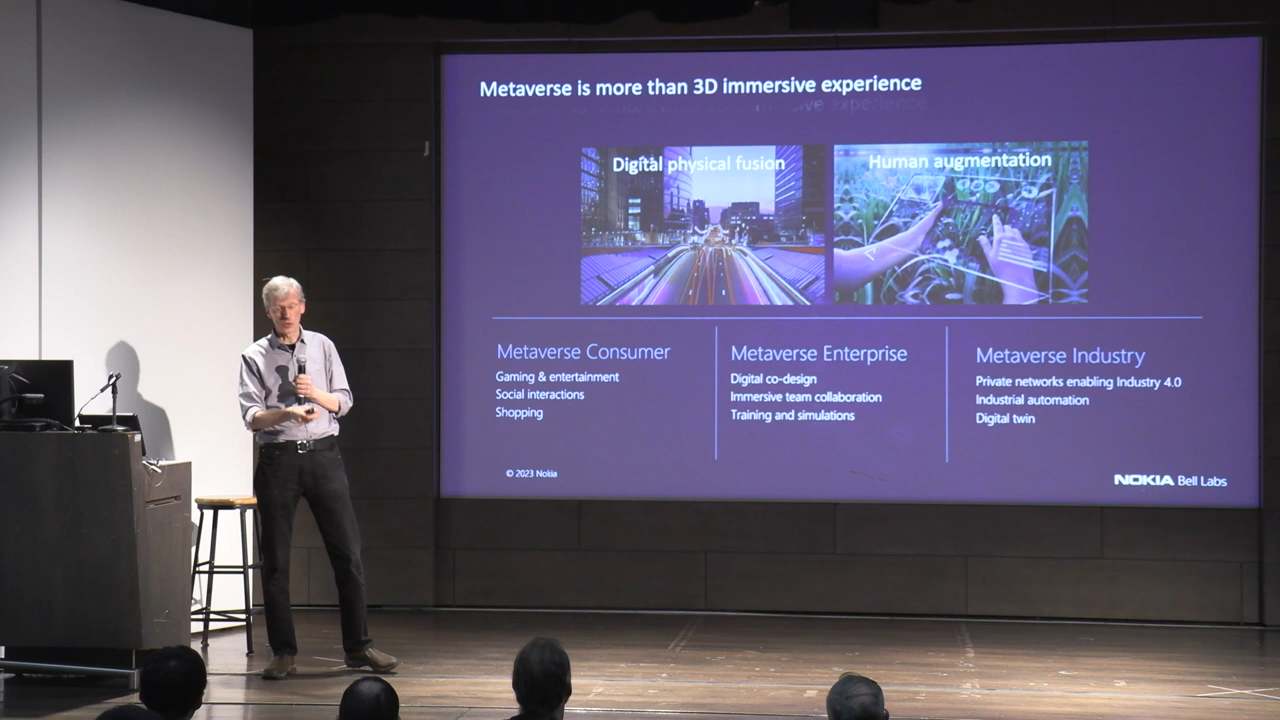 Metaverse is more than 3D immersive experience
Digital physical fusion
Human augmentation
Metaverse Consumer
Gaming & entertainment
Social interactions
Shopping
Metaverse Enterprise
Digital co-design
Immersive team collaboration
Training and simulations
Metaverse Industry
Private networks enabling Industry 4.0
Industrial automation
Digital twin
© 2023 Nokia
NOKIA Bell Labs